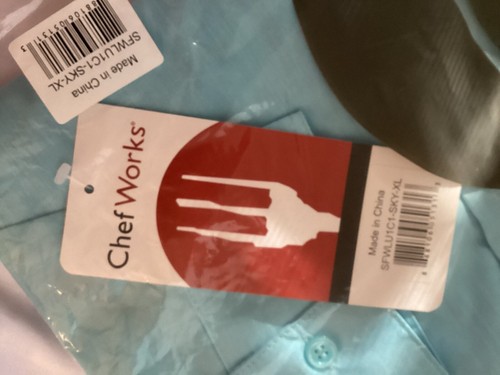 SFWLU1C1-SKY-XL
Made in China
Chef Works®
Made in China
SFWLU1C1-SKY-XL